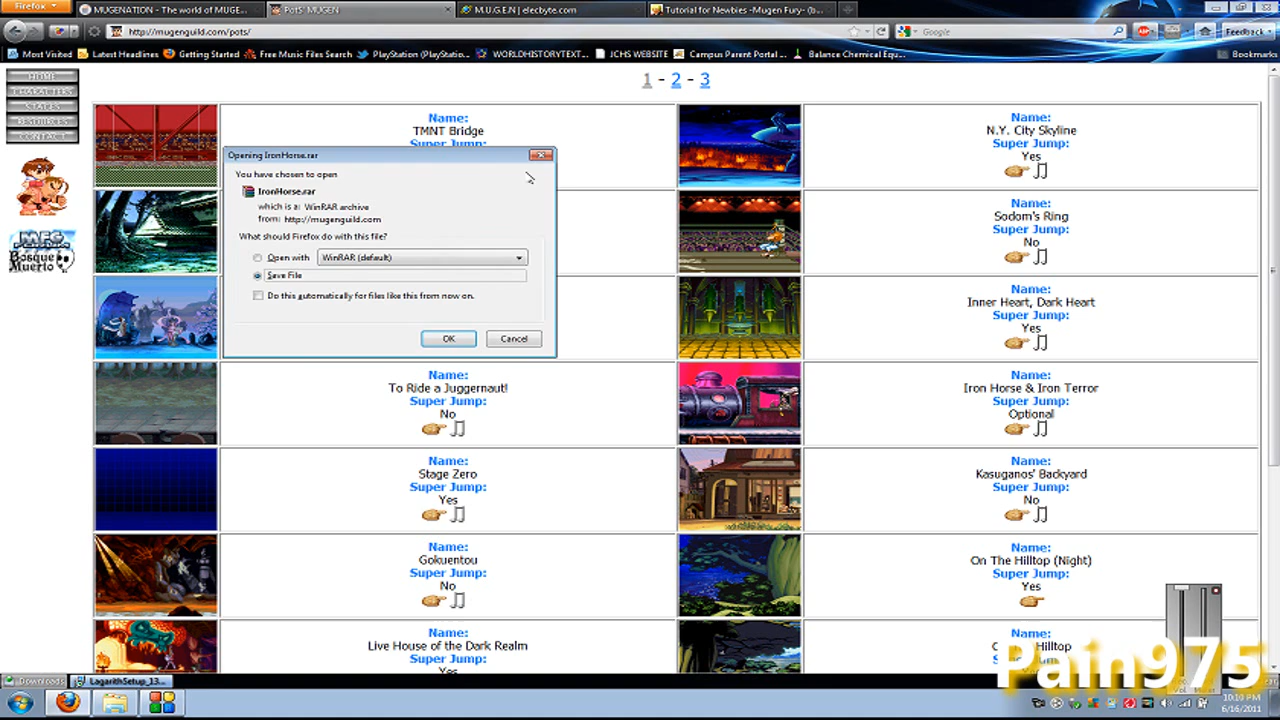 Firefox
MUGENATION - The world of MUGE...
PotS' MUGEN
M.U.G.E.N | elecbyte.com
Tutorial for Newbies -Mugen Fury- (b...
http://mugenguild.com/pots/
Google
Feedback
Most Visited
Latest Headlines
Getting Started
Free Music Files Search
PlayStation (PlayStatio...
WORLDHISTORYTEXT...
JCHS WEBSITE
Campus Parent Portal ...
Balance Chemical Equ...
Bookmarks
HOME
CHARACTERS
STAGES
RESOURCES
CONTACT
Bosque
Muerto
1 - 2 - 3
Name:
TMNT Bridge
Super Jump:
Name:
N.Y. City Skyline
Super Jump:
Yes
Opening IronHorse.rar
You have chosen to open
IronHorse.rar
which is a: WinRAR archive
from: http://mugenguild.com
What should Firefox do with this file?
Open with
WinRAR (default)
Save File
Do this automatically for files like this from now on.
OK
Cancel
Name:
Sodom's Ring
Super Jump:
No
Name:
Inner Heart, Dark Heart
Super Jump:
Yes
Name:
To Ride a Juggernaut!
Super Jump:
No
Name:
Iron Horse & Iron Terror
Super Jump:
Optional
Name:
Stage Zero
Super Jump:
Yes
Name:
Kasuganos' Backyard
Super Jump:
No
Name:
Gokuentou
Super Jump:
No
Name:
On The Hilltop (Night)
Super Jump:
Yes
Name:
Live House of the Dark Realm
Super Jump:
Yes
Name:
Hilltop
Super Jump:
Pain975
Downloads
LagarithSetup_13...
10:10 PM
6/16/2011